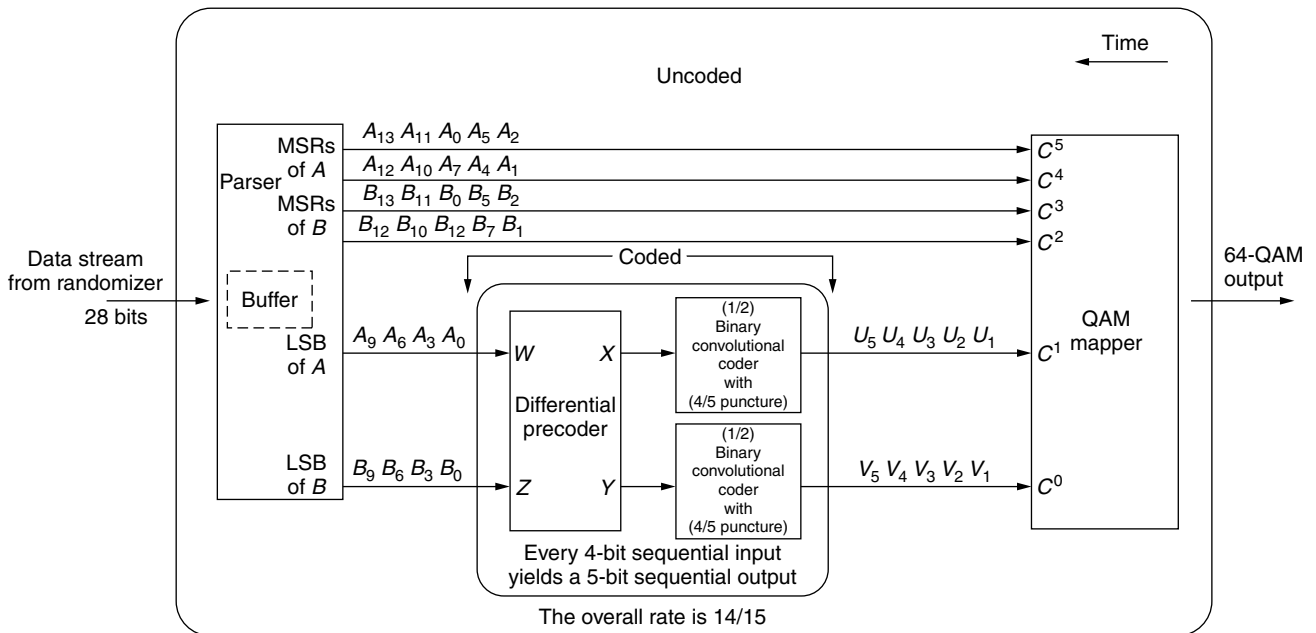 Time
Uncoded
Parser
MSRs
of A
A13 A11 A0 A5 A2
A12 A10 A7 A4 A1
MSRs
of B
B13 B11 B0 B5 B2
B12 B10 B12 B7 B1
C5
C4
C3
C2
Data stream
from randomizer
28 bits
Buffer
Coded
64-QAM
output
QAM
mapper
LSB
of A
A9 A6 A3 A0
W
X
Differential
precoder
(1/2)
Binary
convolutional
coder
with
(4/5 puncture)
U5 U4 U3 U2 U1
C1
LSB
of B
B9 B6 B3 B0
Z
Y
(1/2)
Binary
convolutional
coder
with
(4/5 puncture)
V5 V4 V3 V2 V1
C0
Every 4-bit sequential input
yields a 5-bit sequential output
The overall rate is 14/15